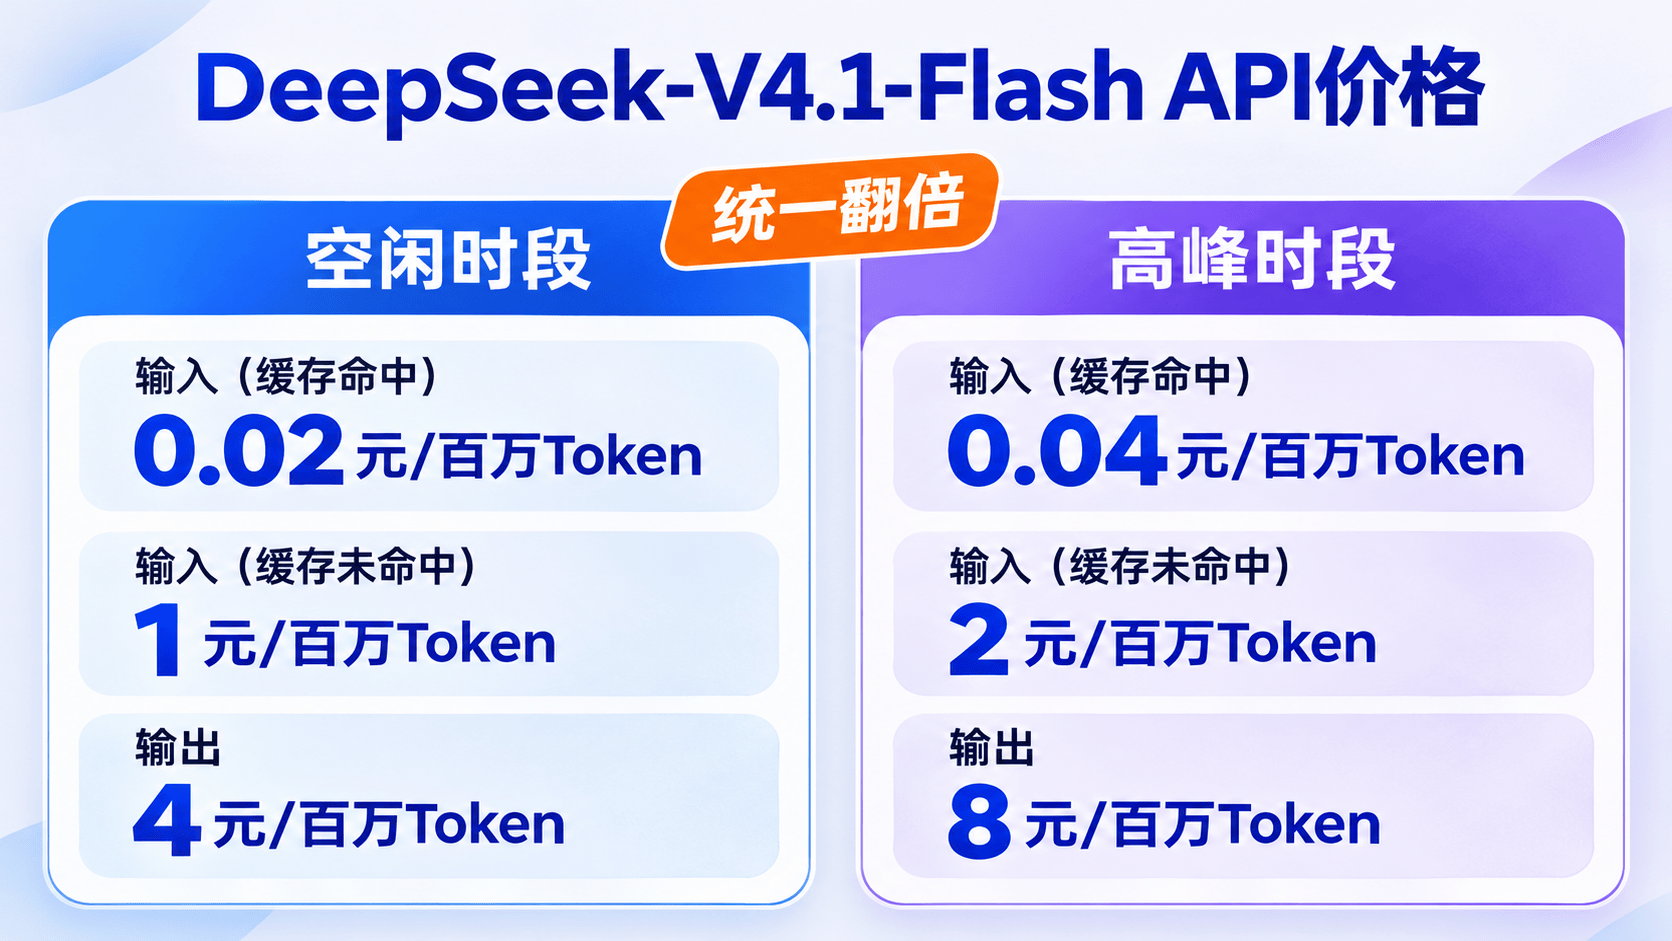 DeepSeek-V4.1-Flash API价格
统一翻倍
空闲时段
输入（缓存命中）
0.02元/百万Token
输入（缓存未命中）
1元/百万Token
输出
4元/百万Token
高峰时段
输入（缓存命中）
0.04元/百万Token
输入（缓存未命中）
2元/百万Token
输出
8元/百万Token